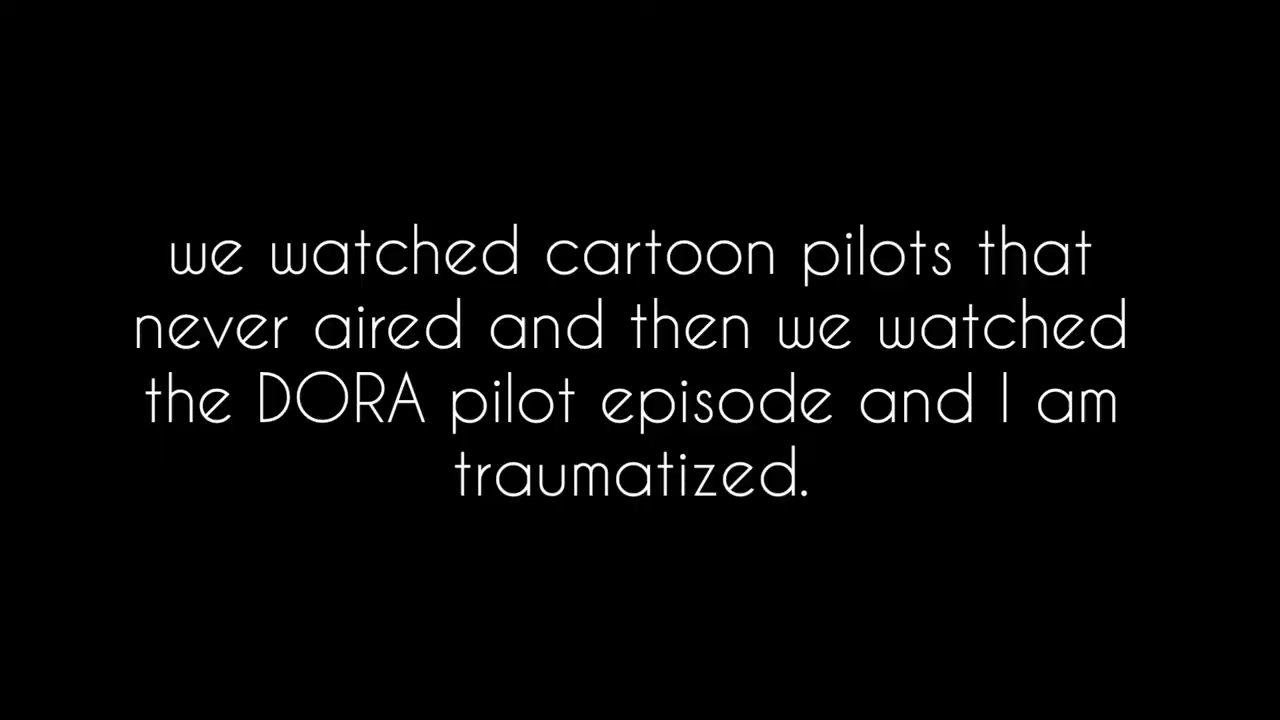 we watched cartoon pilots that
never aired and then we watched
the DORA pilot episode and I am
traumatized.